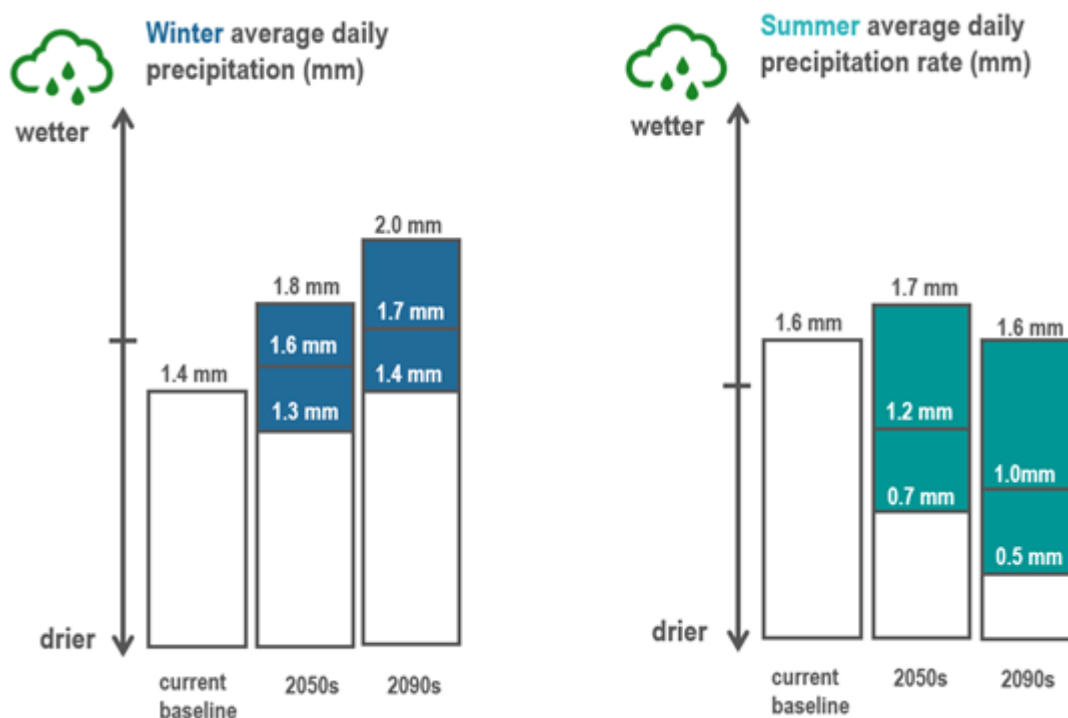 Winter average daily
precipitation (mm)
wetter
2.0 mm
1.8 mm
1.7 mm
1.6 mm
1.4 mm
1.4 mm
1.3 mm
drier
current
baseline
2050s
2090s
Summer average daily
precipitation rate (mm)
wetter
1.7 mm
1.6 mm
1.6 mm
1.2 mm
1.0mm
0.7 mm
0.5 mm
drier
current
baseline
2050s
2090s